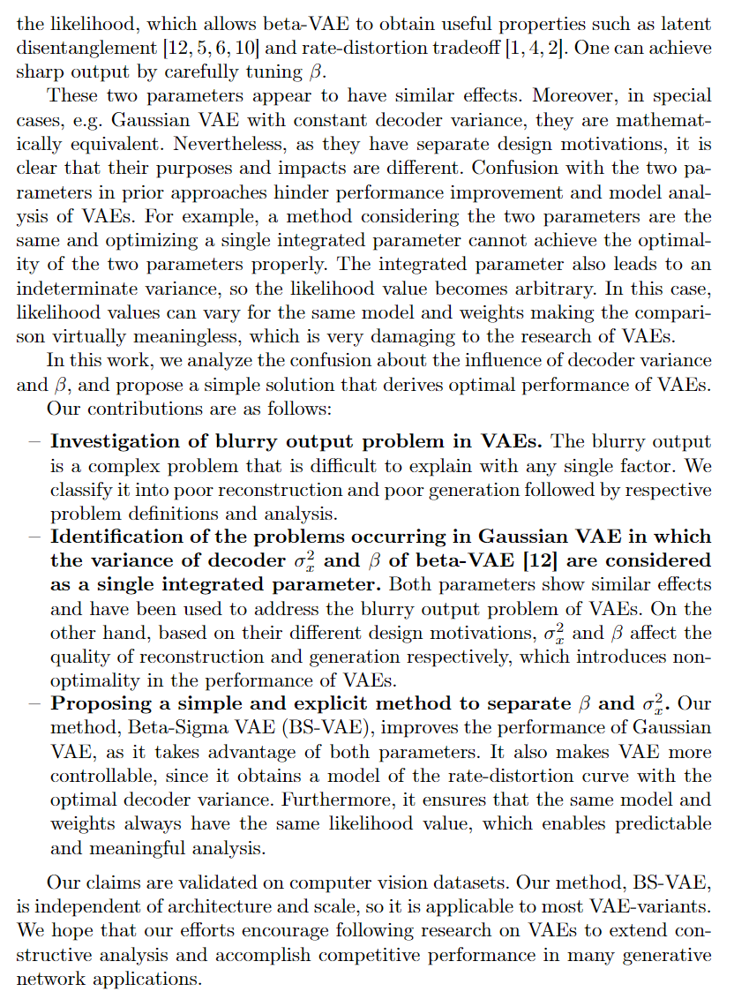 the likelihood, which allows beta-VAE to obtain useful properties such as latent
disentanglement [12, 5, 6, 10] and rate-distortion tradeoff [1, 4, 2]. One can achieve
sharp output by carefully tuning β.
These two parameters appear to have similar effects. Moreover, in special
cases, e.g. Gaussian VAE with constant decoder variance, they are mathemat-
ically equivalent. Nevertheless, as they have separate design motivations, it is
clear that their purposes and impacts are different. Confusion with the two pa-
rameters in prior approaches hinder performance improvement and model anal-
ysis of VAEs. For example, a method considering the two parameters are the
same and optimizing a single integrated parameter cannot achieve the optimal-
ity of the two parameters properly. The integrated parameter also leads to an
indeterminate variance, so the likelihood value becomes arbitrary. In this case,
likelihood values can vary for the same model and weights making the compari-
son virtually meaningless, which is very damaging to the research of VAEs.
In this work, we analyze the confusion about the influence of decoder variance
and β, and propose a simple solution that derives optimal performance of VAEs.
Our contributions are as follows:
– Investigation of blurry output problem in VAEs. The blurry output
is a complex problem that is difficult to explain with any single factor. We
classify it into poor reconstruction and poor generation followed by respective
problem definitions and analysis.
– Identification of the problems occurring in Gaussian VAE in which
the variance of decoder σ²ₓ and β of beta-VAE [12] are considered
as a single integrated parameter. Both parameters show similar effects
and have been used to address the blurry output problem of VAEs. On the
other hand, based on their different design motivations, σ²ₓ and β affect the
quality of reconstruction and generation respectively, which introduces non-
optimality in the performance of VAEs.
– Proposing a simple and explicit method to separate β and σ²ₓ. Our
method, Beta-Sigma VAE (BS-VAE), improves the performance of Gaussian
VAE, as it takes advantage of both parameters. It also makes VAE more
controllable, since it obtains a model of the rate-distortion curve with the
optimal decoder variance. Furthermore, it ensures that the same model and
weights always have the same likelihood value, which enables predictable
and meaningful analysis.
Our claims are validated on computer vision datasets. Our method, BS-VAE,
is independent of architecture and scale, so it is applicable to most VAE-variants.
We hope that our efforts encourage following research on VAEs to extend con-
structive analysis and accomplish competitive performance in many generative
network applications.